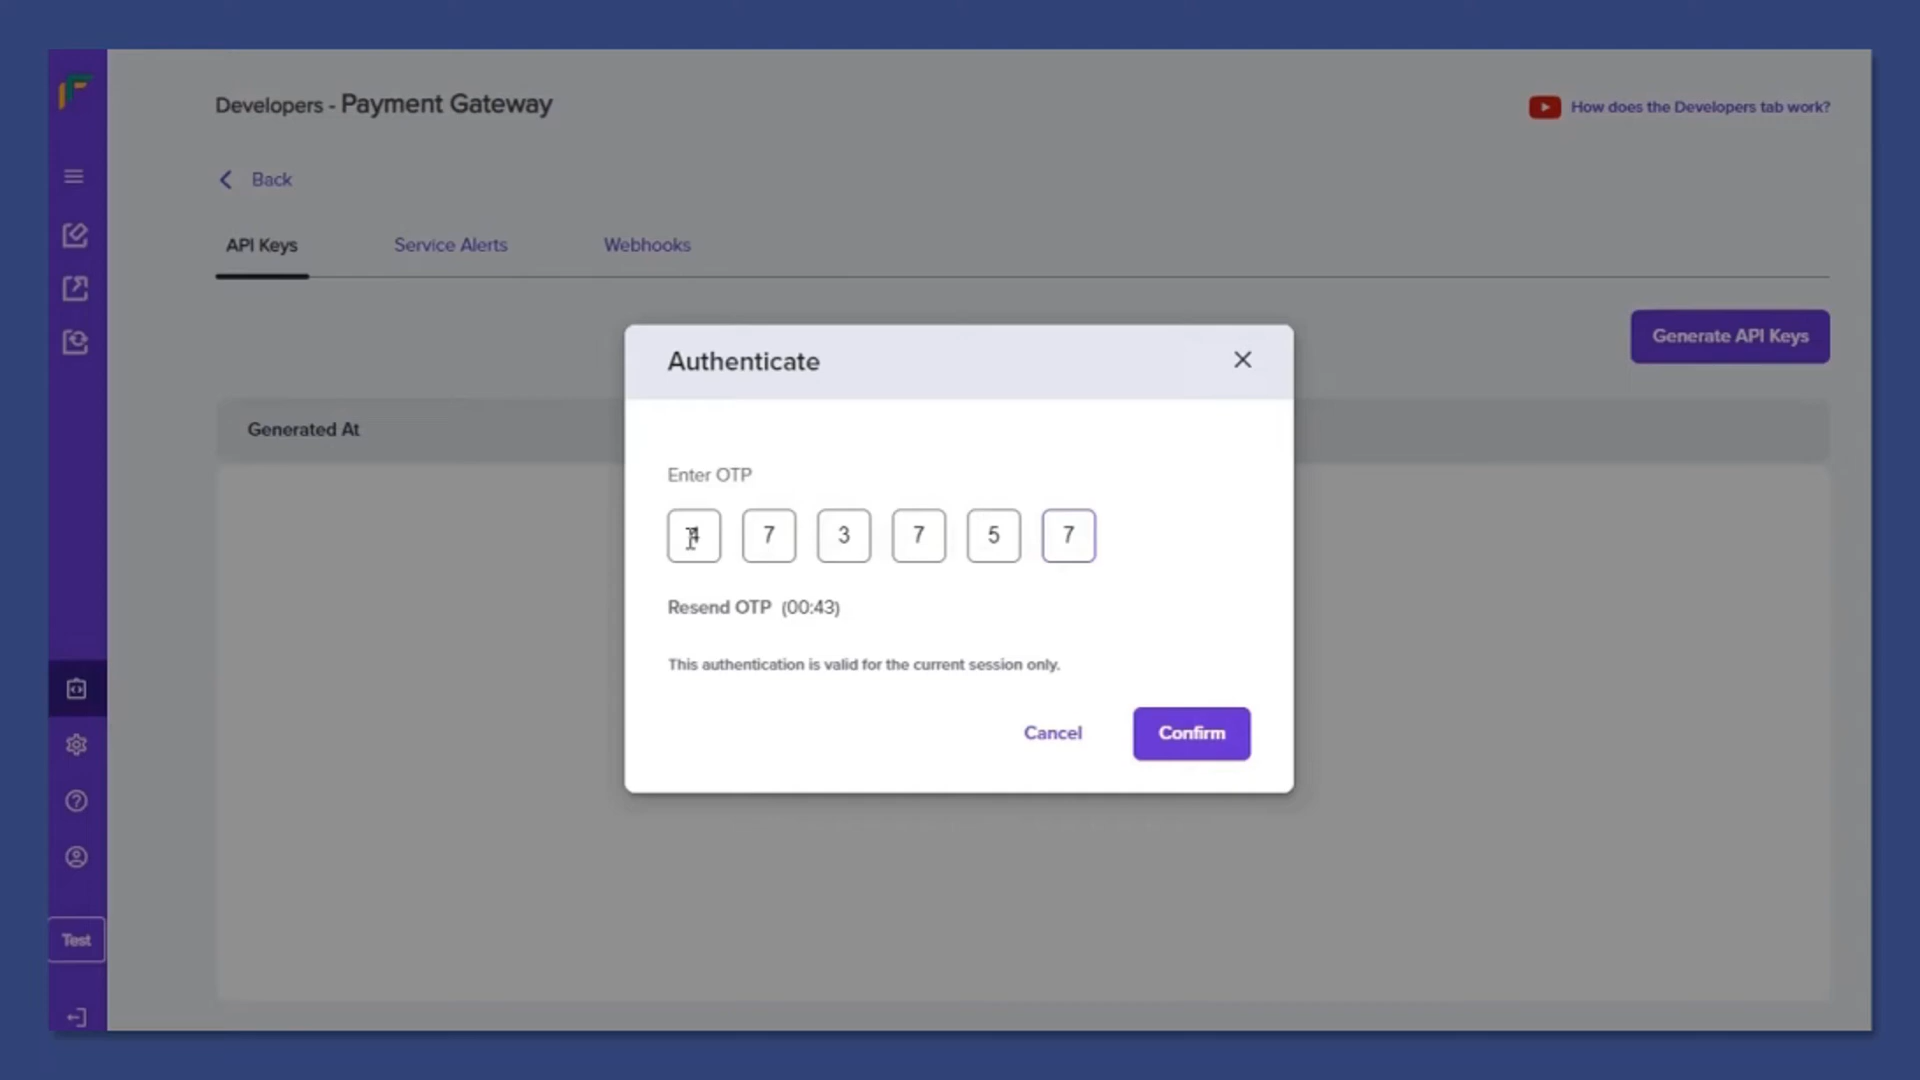 Developers - Payment Gateway
How does the Developers tab work?
Back
API Keys
Service Alerts
Webhooks
Generate API Keys
Authenticate
Generated At
Enter OTP
7 3 7 5 7
Resend OTP (00:43)
This authentication is valid for the current session only.
Cancel
Confirm
Test